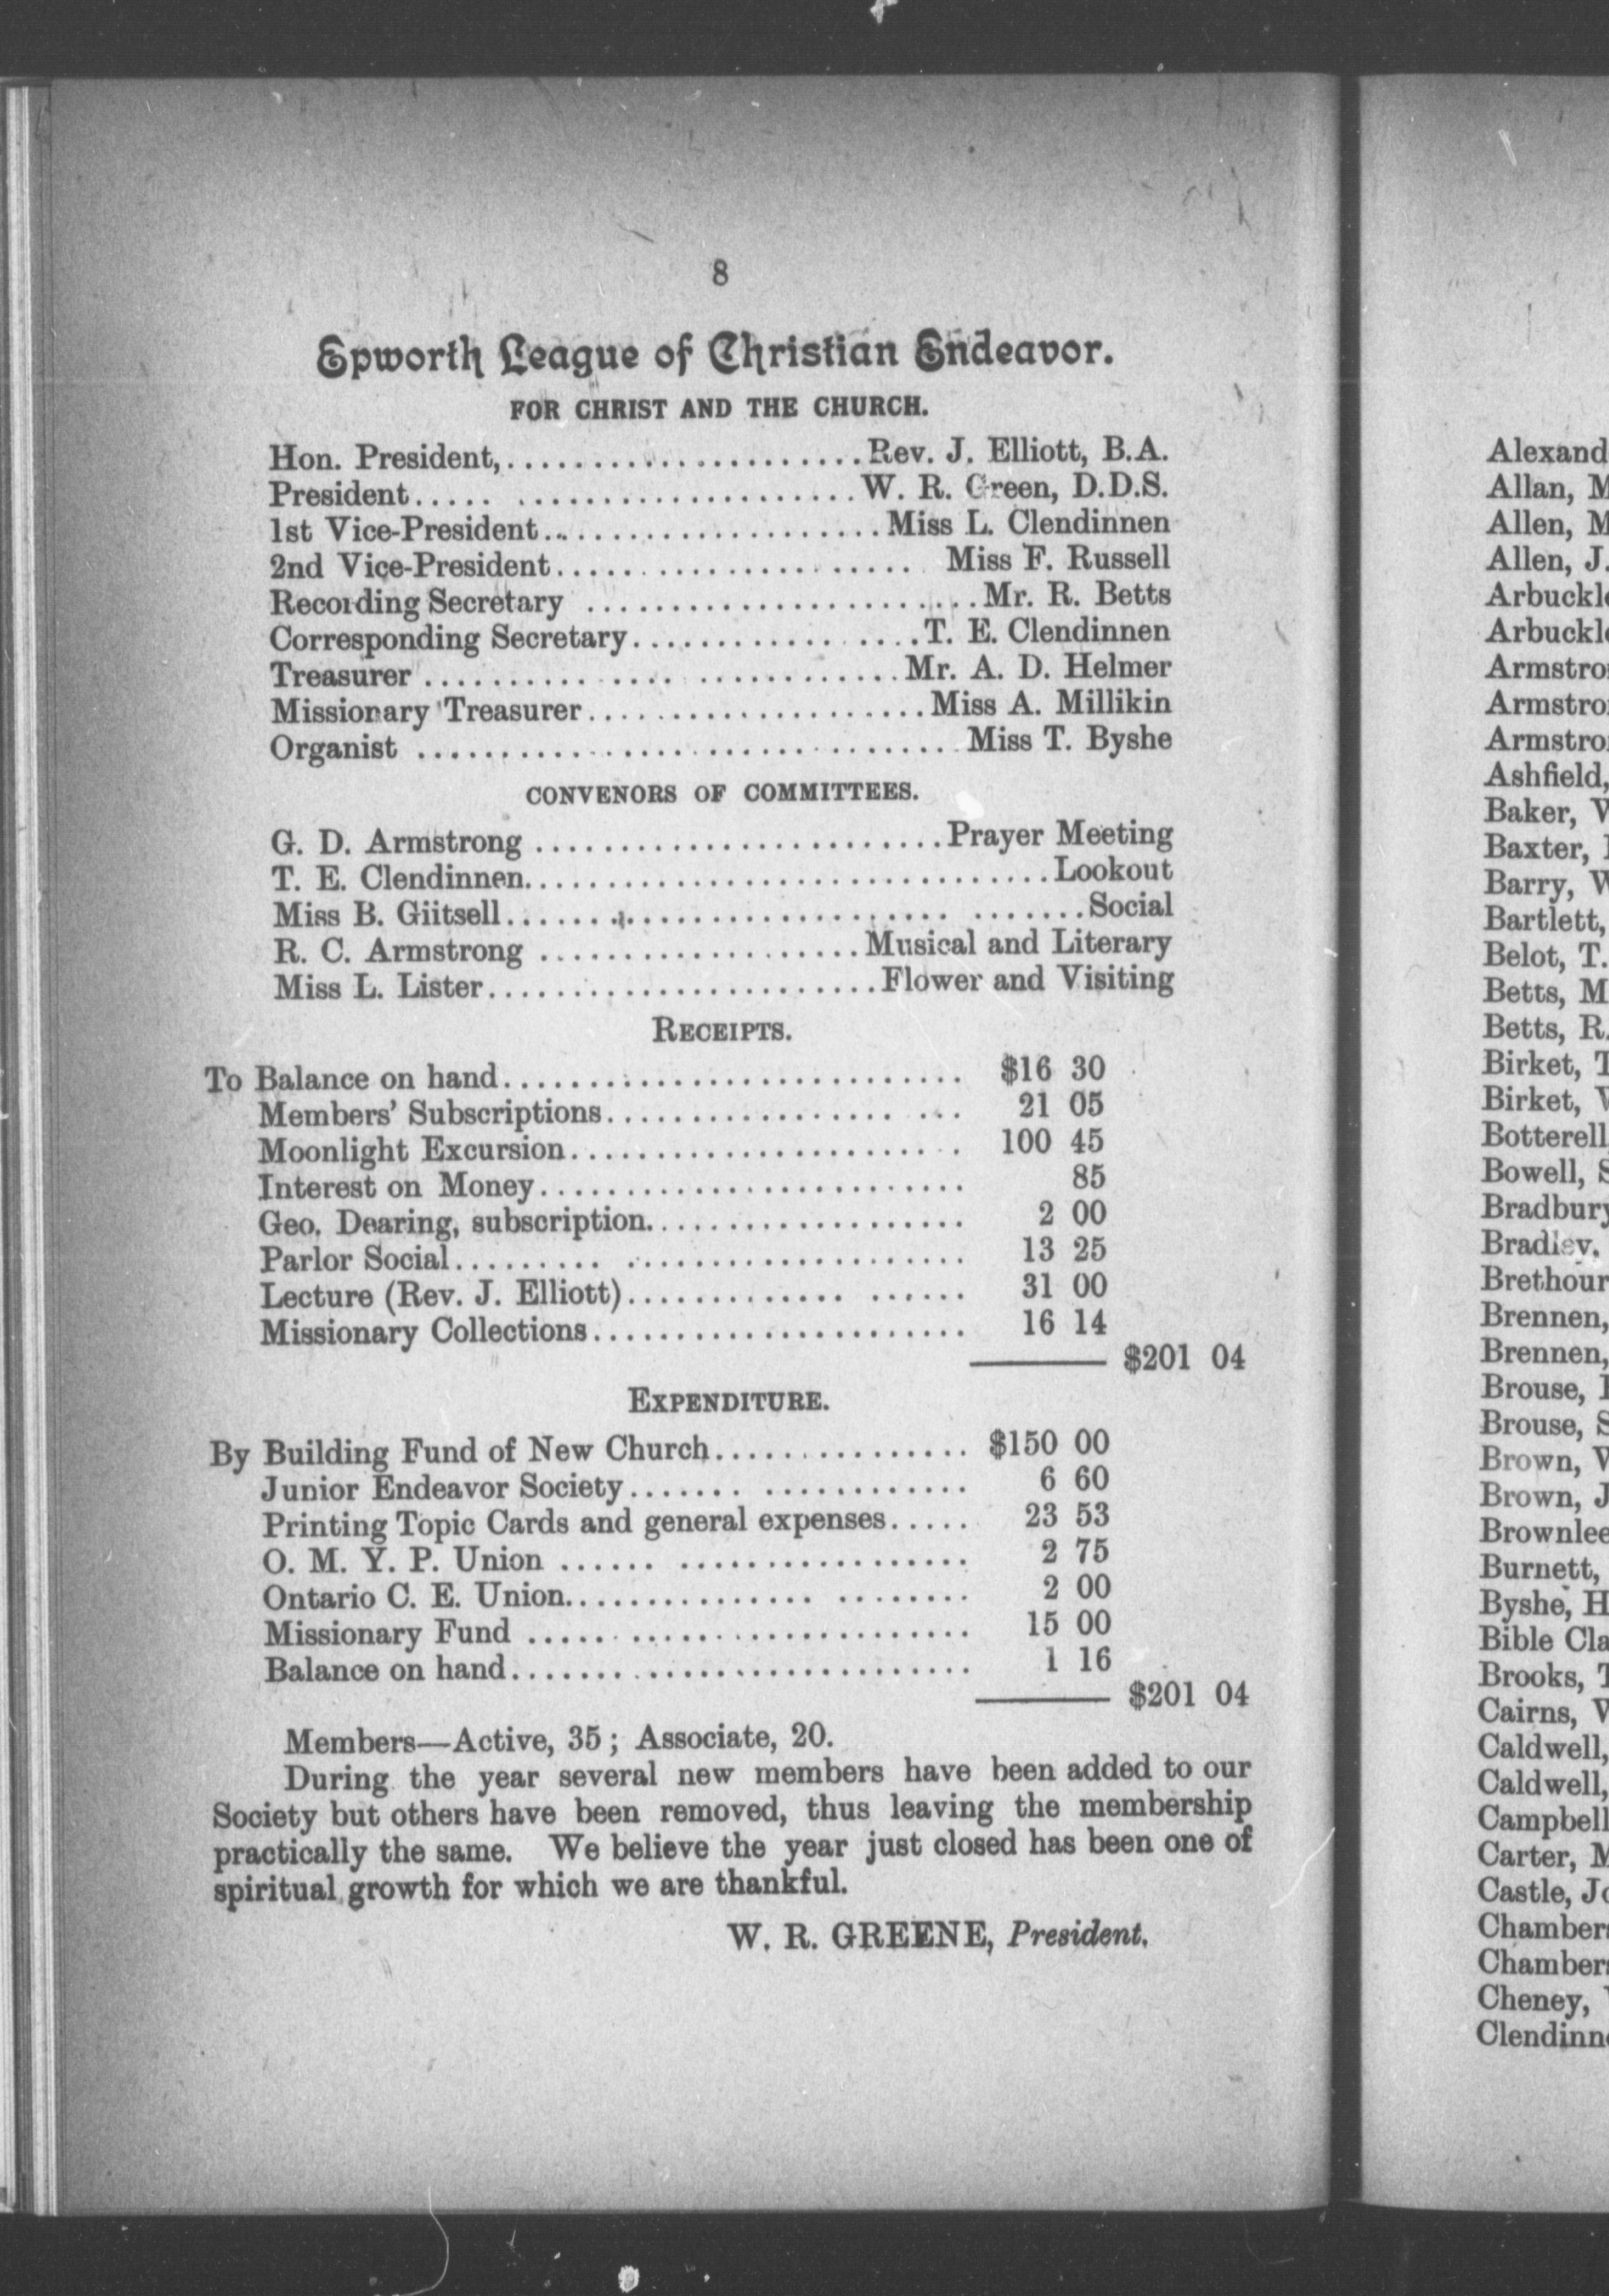 8
Epworth League of Christian Endeavor.
FOR CHRIST AND THE CHURCH.
Hon. President,......................Rev. J. Elliott, B.A.
President..... ....................W. R. Green, D.D.S.
1st Vice-President....................Miss L. Clendinnen
2nd Vice-President..................... Miss F. Russell
Recording Secretary .......................Mr. R. Betts
Corresponding Secretary.................T. E. Clendinnen
Treasurer ............................Mr. A. D. Helmer
Missionary Treasurer....................Miss A. Millikin
Organist ................................Miss T. Byshe
CONVENORS OF COMMITTEES.
G. D. Armstrong ........................Prayer Meeting
T. E. Clendinnen...............................Lookout
Miss B. Giitsell.......................... .......Social
R. C. Armstrong ...................Musical and Literary
Miss L. Lister.......................Flower and Visiting
RECEIPTS.
To Balance on hand........................... $16 30
Members' Subscriptions.................... 21 05
Moonlight Excursion....................... 100 45
Interest on Money......................... 85
Geo. Dearing, subscription................... 2 00
Parlor Social......... .................... 13 25
Lecture (Rev. J. Elliott)............. ...... 31 00
Missionary Collections...................... 16 14
$201 04
EXPENDITURE.
By Building Fund of New Church............... $150 00
Junior Endeavor Society....... ............ 6 60
Printing Topic Cards and general expenses..... 23 53
O. M. Y. P. Union ...... ................. 2 75
Ontario C. E. Union............... ........ 2 00
Missionary Fund ......................... 15 00
Balance on hand........................... 1 16
$201 04
Members—Active, 35; Associate, 20.
During the year several new members have been added to our
Society but others have been removed, thus leaving the membership
practically the same. We believe the year just closed has been one of
spiritual growth for which we are thankful.
W. R. GREENE, President.
Alexand
Allan, M
Allen, M
Allen, J.
Arbuckle
Arbuckle
Armstro
Armstro
Armstro
Ashfield,
Baker, W
Baxter,
Barry, W
Bartlett,
Belot, T.
Betts, M
Betts, R.
Birket, T
Birket,
Botterell
Bowell, S
Bradbury
Bradley.
Brethour
Brennen,
Brennen,
Brouse,
Brouse, S
Brown,
Brown, J
Brownlee
Burnett,
Byshe, H
Bible Cla
Brooks, T
Cairns,
Caldwell,
Caldwell,
Campbell
Carter, M
Castle, Jo
Chambers
Chambers
Cheney,
Clendinn